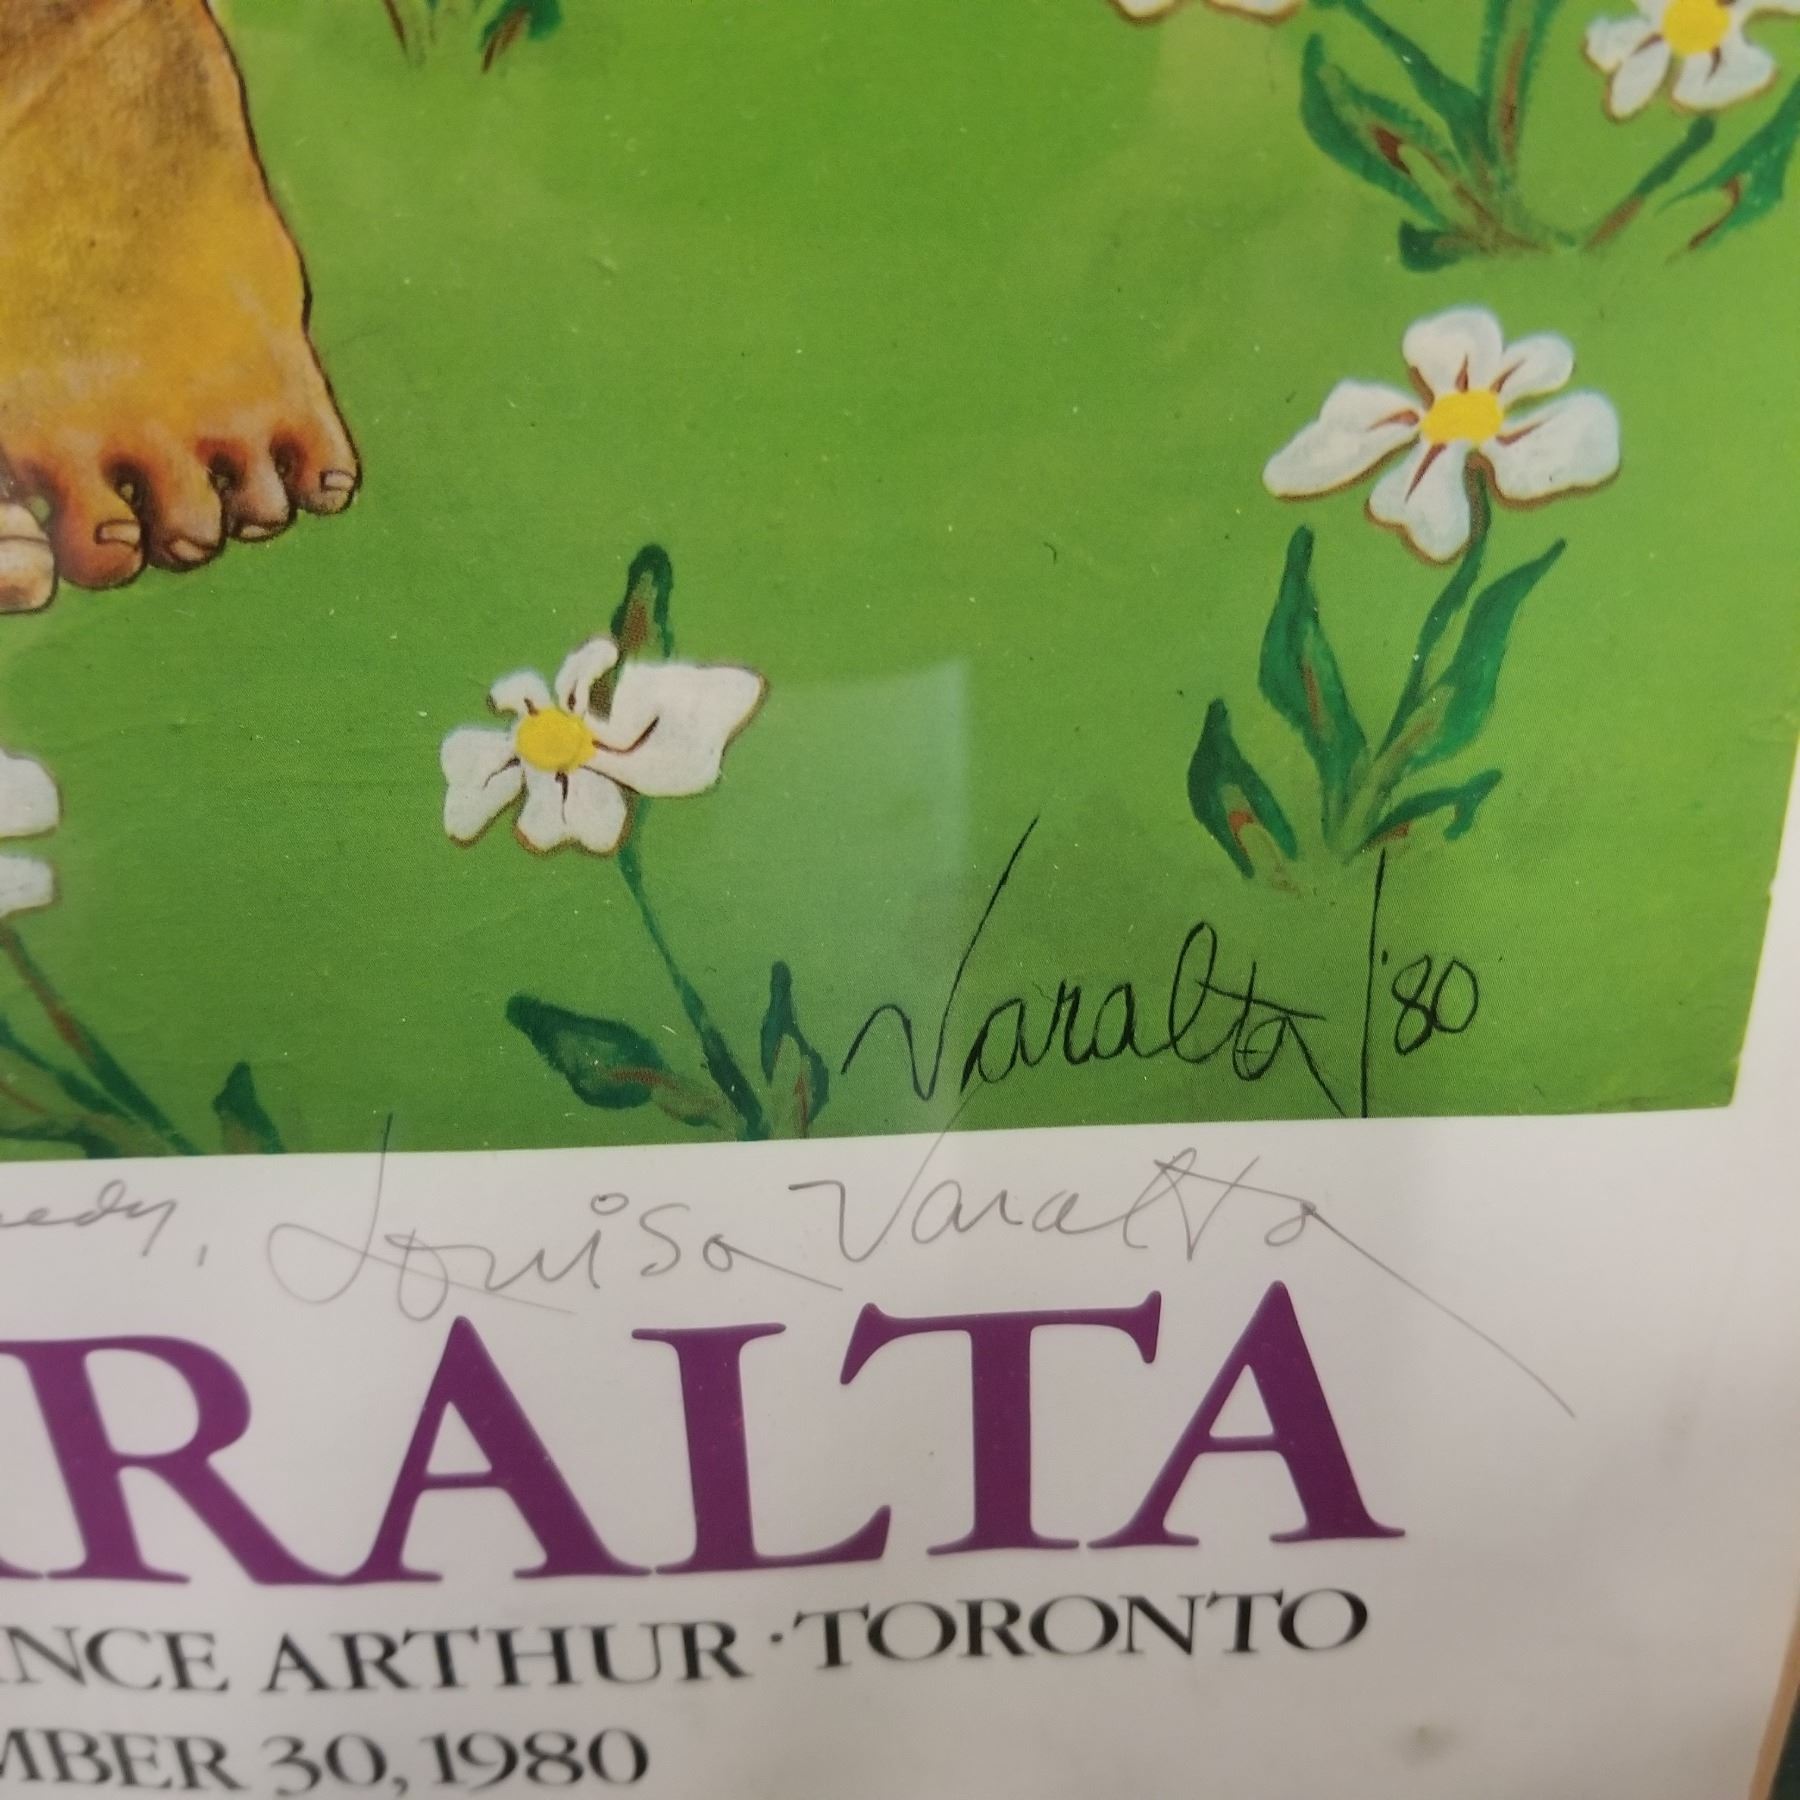 Varalta '80
Louisa Varalta
RALTA
NCE ARTHUR · TORONTO
MBER 30, 1980